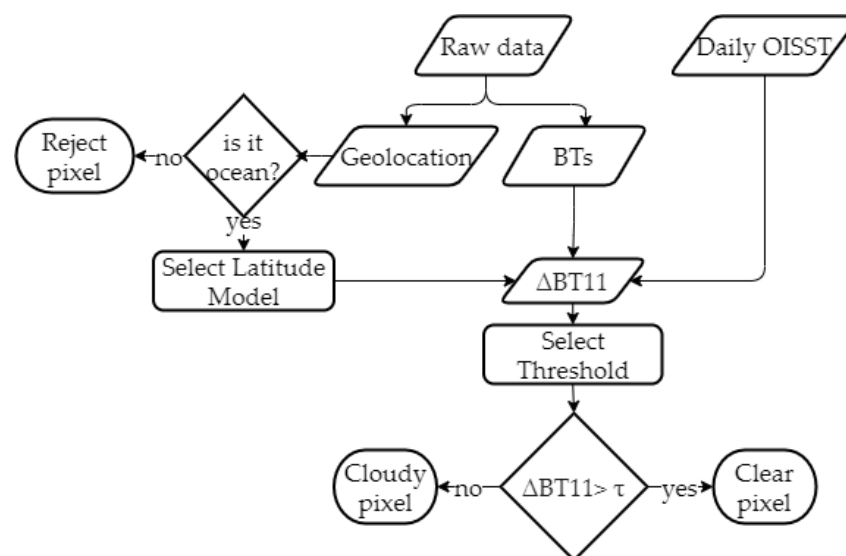 Raw data
Daily OISST
Reject
pixel
no
is it
ocean?
Geolocation
BTs
yes
Select Latitude
Model
ΔBT11
Select
Threshold
Cloudy
pixel
no
ΔBT11> τ
yes
Clear
pixel